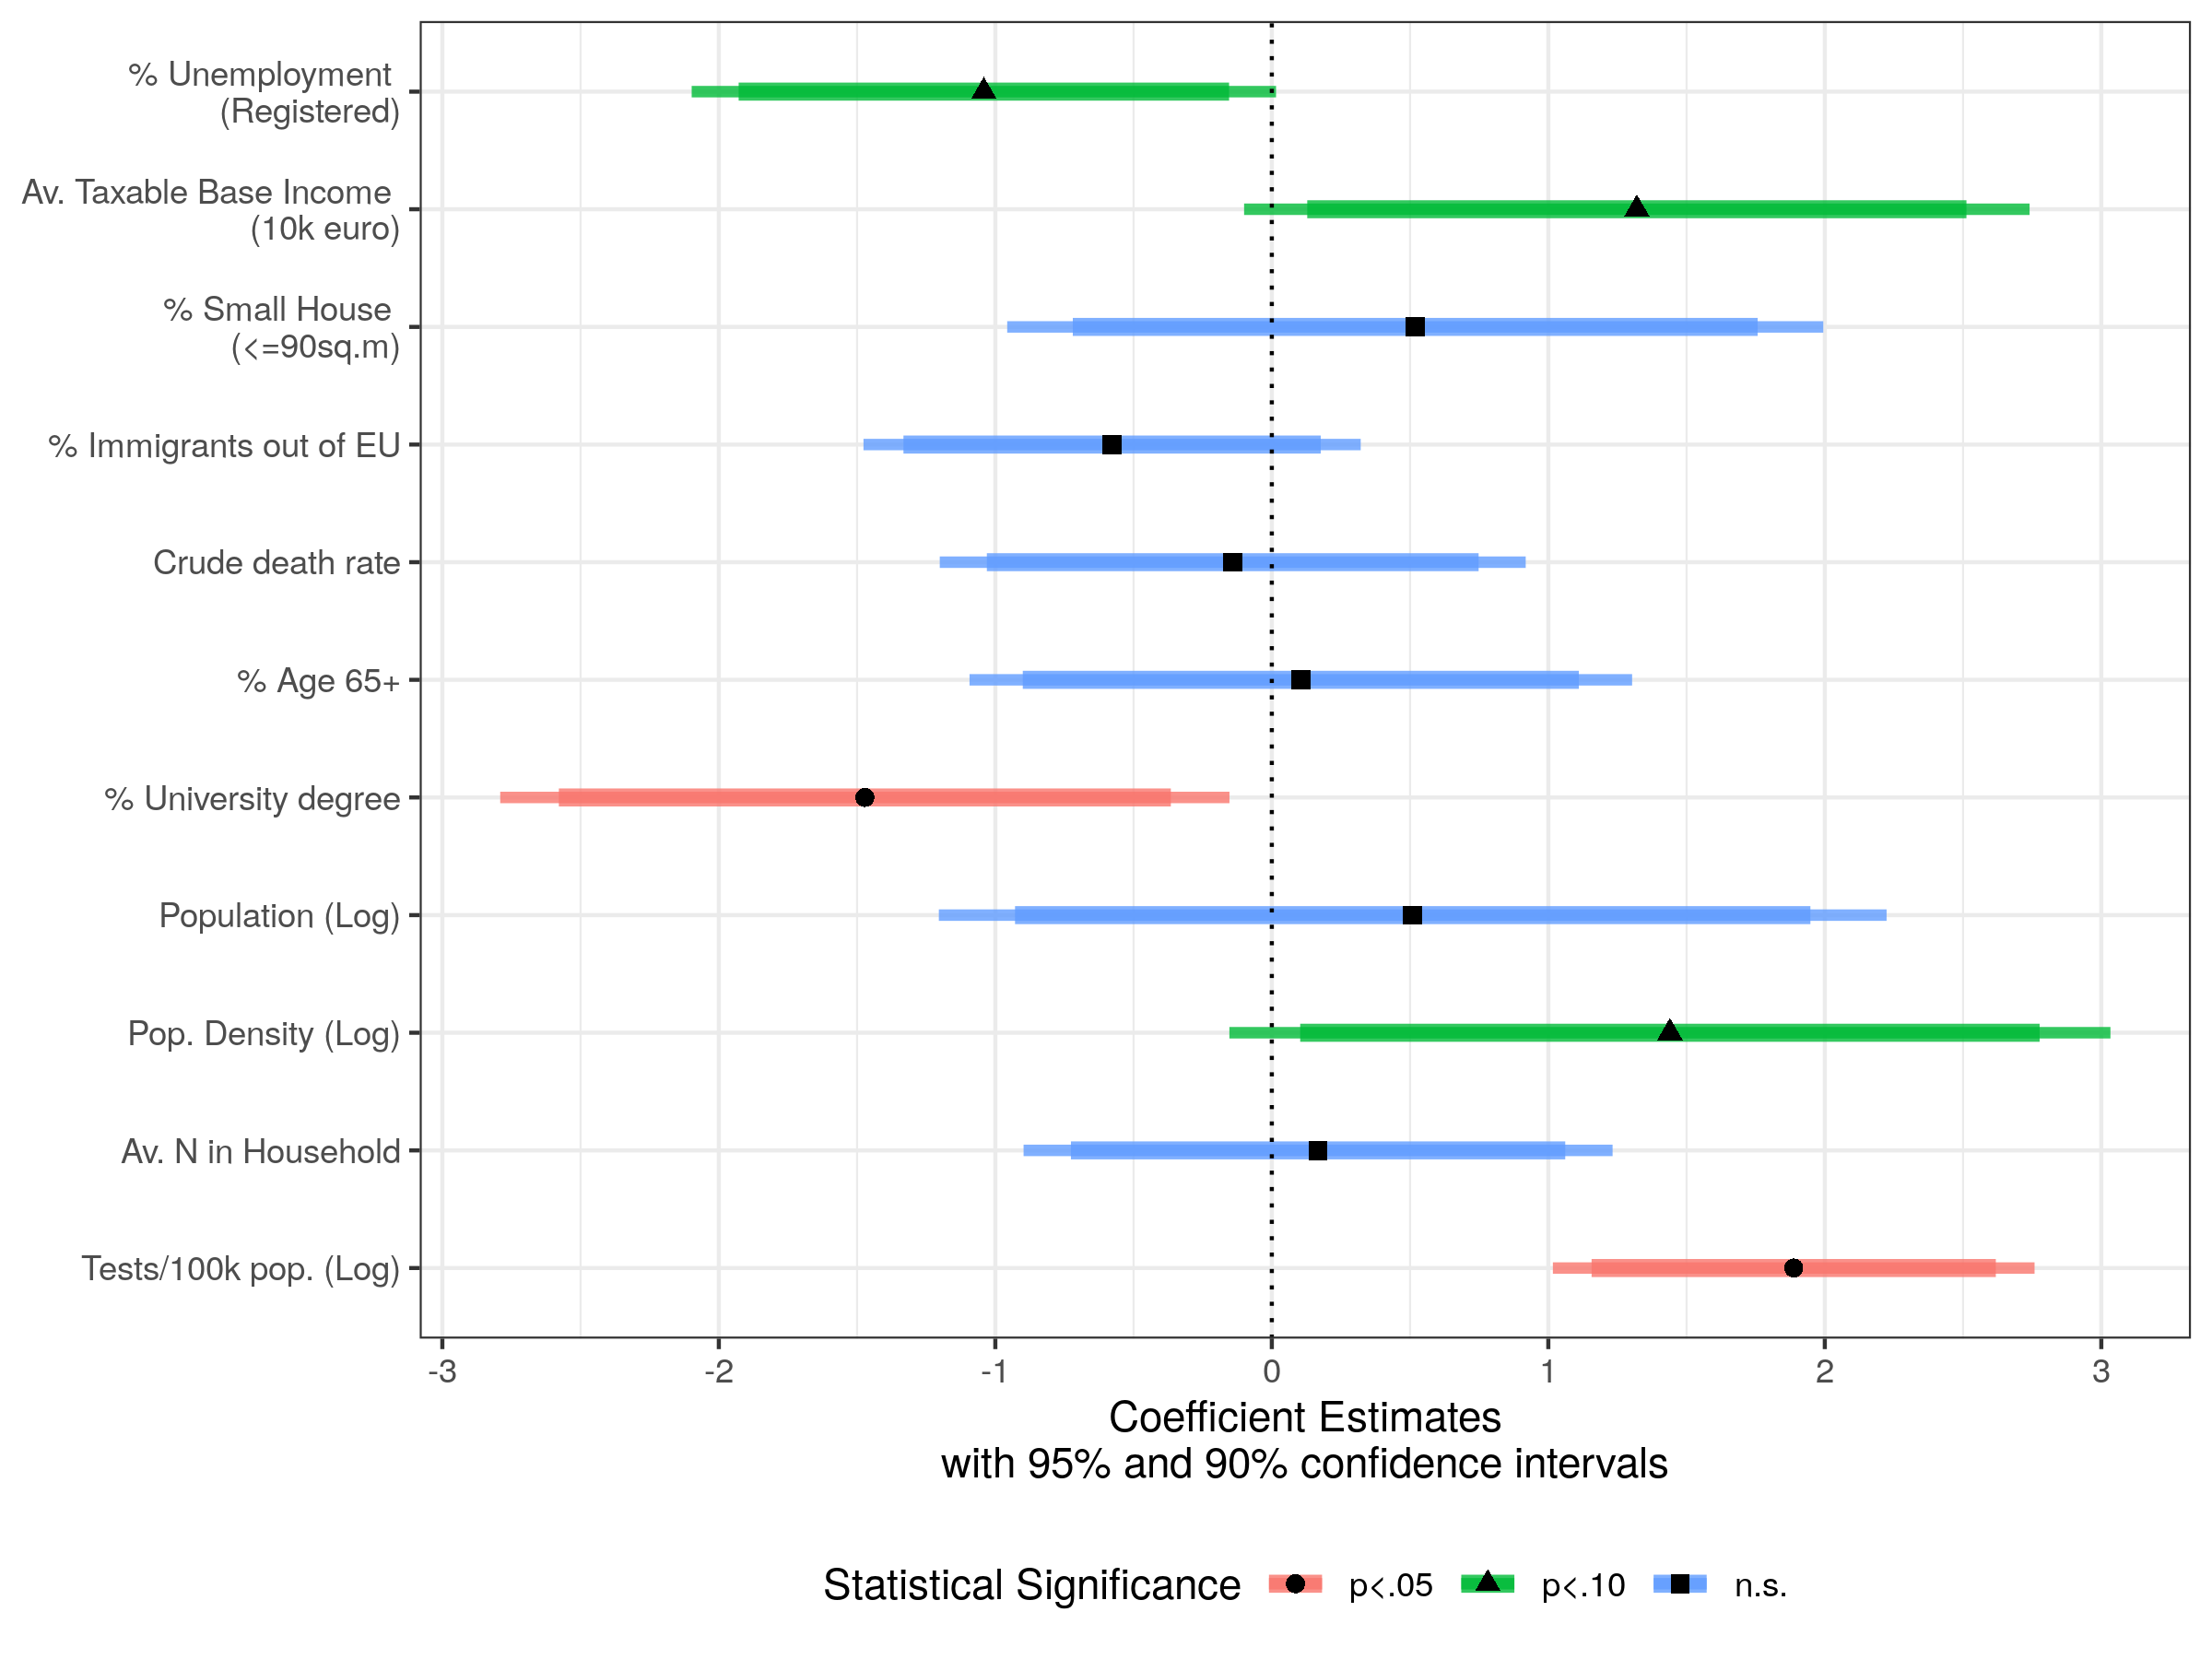 % Unemployment
(Registered)
Av. Taxable Base Income
(10k euro)
% Small House
(<=90sq.m)
% Immigrants out of EU
Crude death rate
% Age 65+
% University degree
Population (Log)
Pop. Density (Log)
Av. N in Household
Tests/100k pop. (Log)
-3 -2 -1 0 1 2 3
Coefficient Estimates
with 95% and 90% confidence intervals
Statistical Significance p<.05 p<.10 n.s.